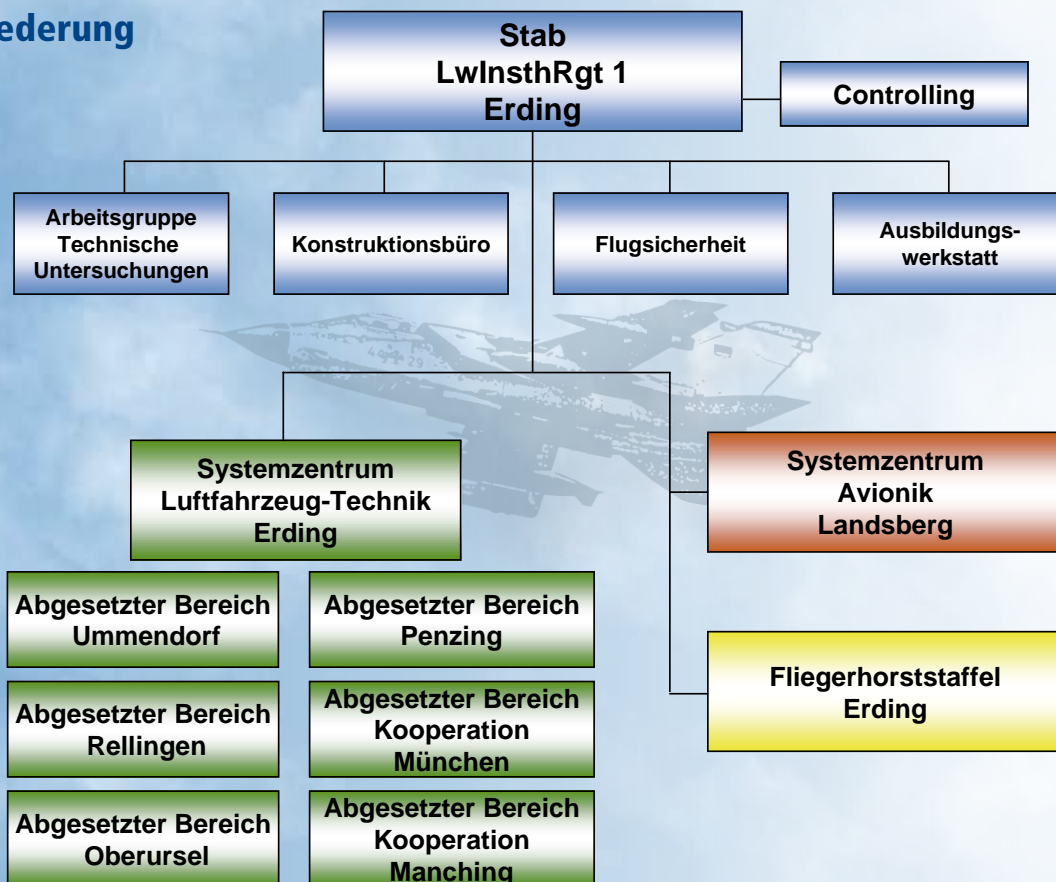 ederung
Stab
LwInsthRgt 1
Erding
Controlling
Arbeitsgruppe
Technische
Untersuchungen
Konstruktionsbüro
Flugsicherheit
Ausbildungs-
werkstatt
Systemzentrum
Luftfahrzeug-Technik
Erding
Systemzentrum
Avionik
Landsberg
Abgesetzter Bereich
Ummendorf
Abgesetzter Bereich
Penzing
Fliegerhorststaffel
Erding
Abgesetzter Bereich
Rellingen
Abgesetzter Bereich
Kooperation
München
Abgesetzter Bereich
Oberursel
Abgesetzter Bereich
Kooperation
Manching